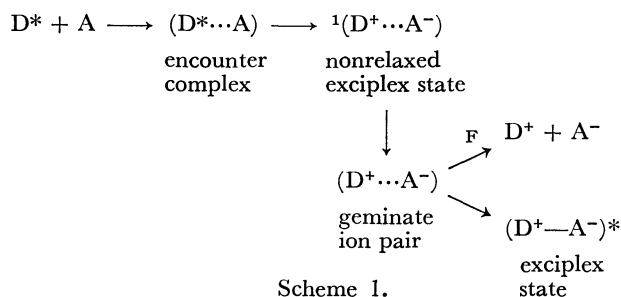 D* + A ⟶ (D*⋯A) ⟶ ¹(D⁺⋯A⁻)
encounter complex
nonrelaxed exciplex state
(D⁺⋯A⁻)
geminate ion pair
F
D⁺ + A⁻
(D⁺—A⁻)*
exciplex state
Scheme 1.